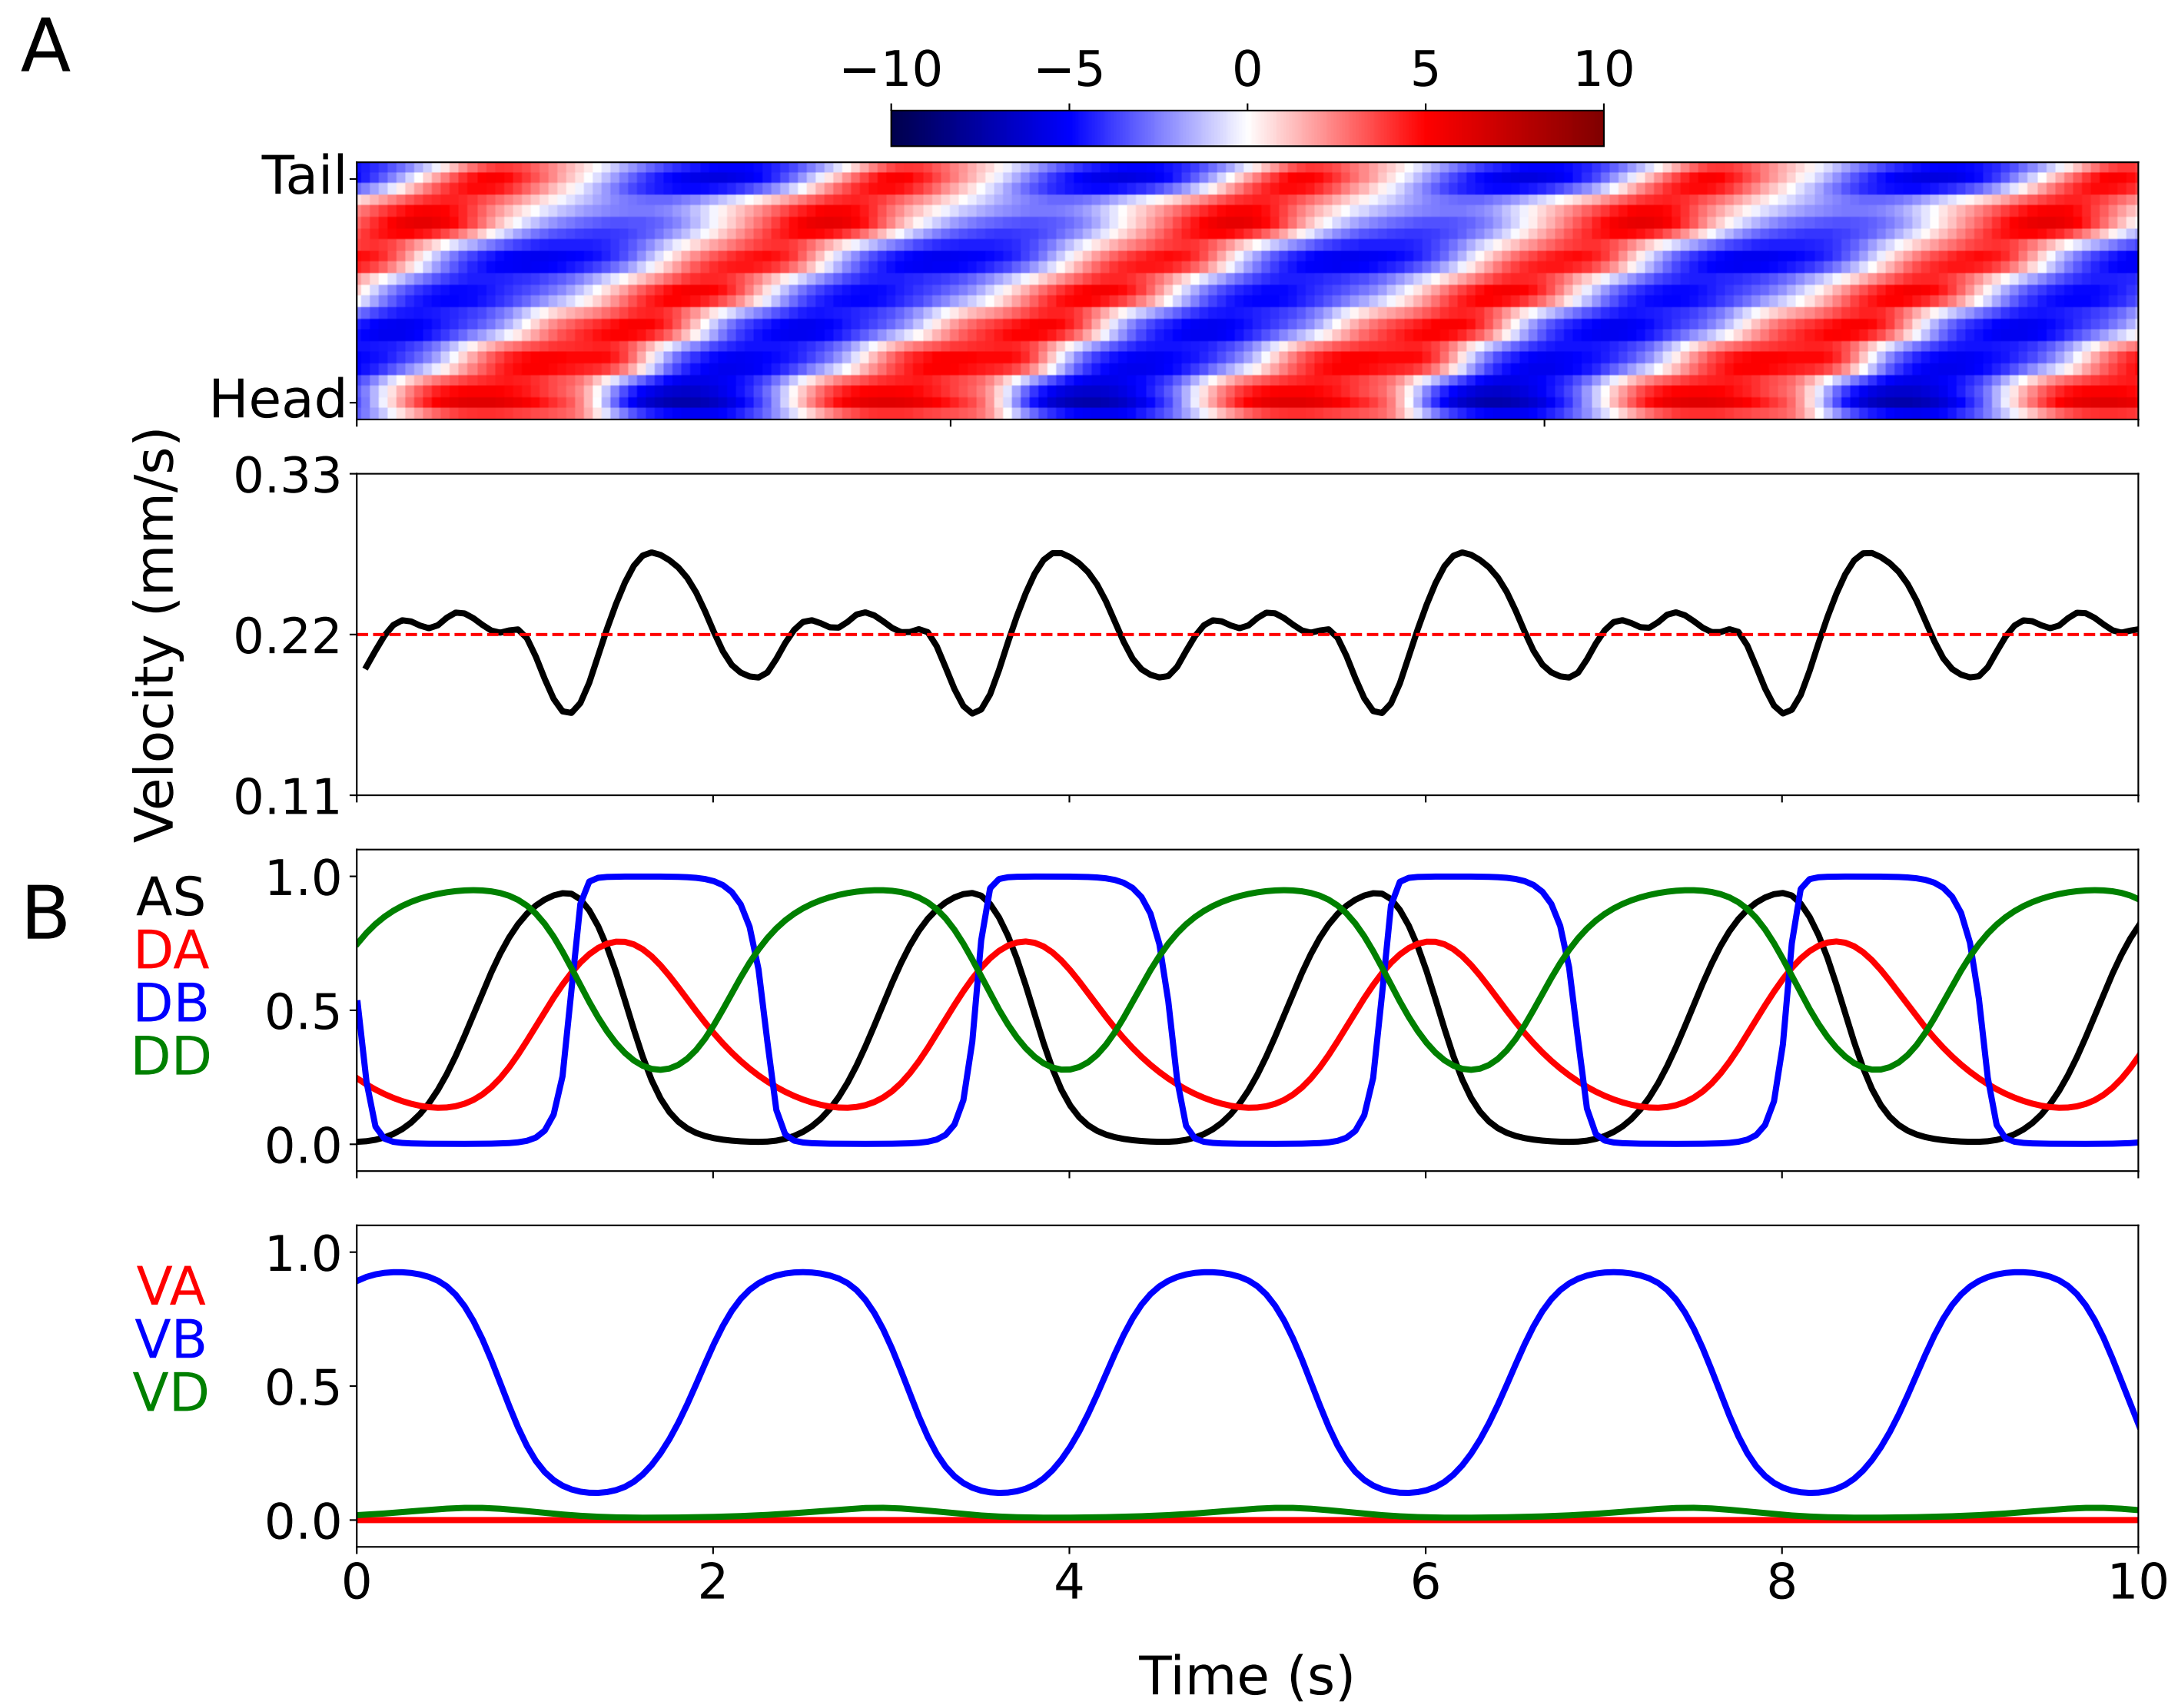 A
−10 −5 0 5 10
Tail
Head
Velocity (mm/s)
0.33
0.22
0.11
B
AS
DA
DB
DD
1.0
0.5
0.0
VA
VB
VD
1.0
0.5
0.0
0 2 4 6 8 10
Time (s)